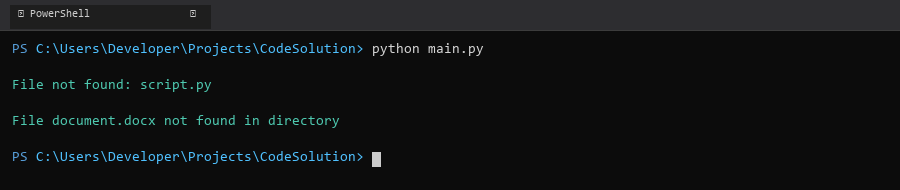 PowerShell
PS C:\Users\Developer\Projects\CodeSolution> python main.py
File not found: script.py
File document.docx not found in directory
PS C:\Users\Developer\Projects\CodeSolution>